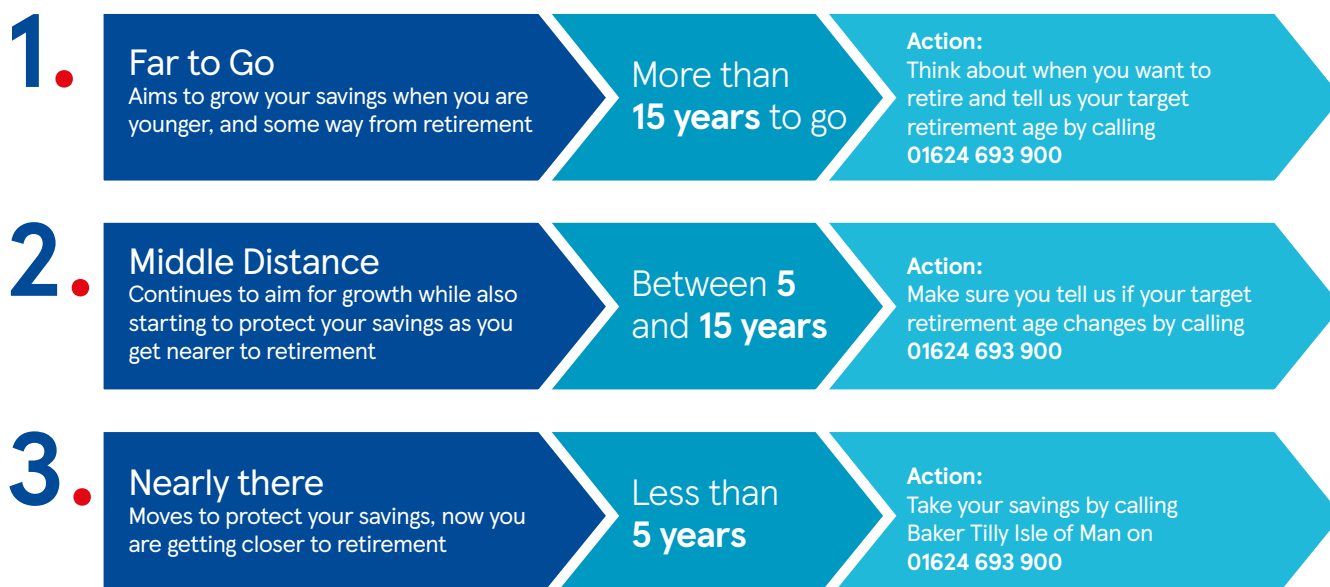 1.
Far to Go
Aims to grow your savings when you are
younger, and some way from retirement
More than
15 years to go
Action:
Think about when you want to
retire and tell us your target
retirement age by calling
01624 693 900
2.
Middle Distance
Continues to aim for growth while also
starting to protect your savings as you
get nearer to retirement
Between 5
and 15 years
Action:
Make sure you tell us if your target
retirement age changes by calling
01624 693 900
3.
Nearly there
Moves to protect your savings, now you
are getting closer to retirement
Less than
5 years
Action:
Take your savings by calling
Baker Tilly Isle of Man on
01624 693 900